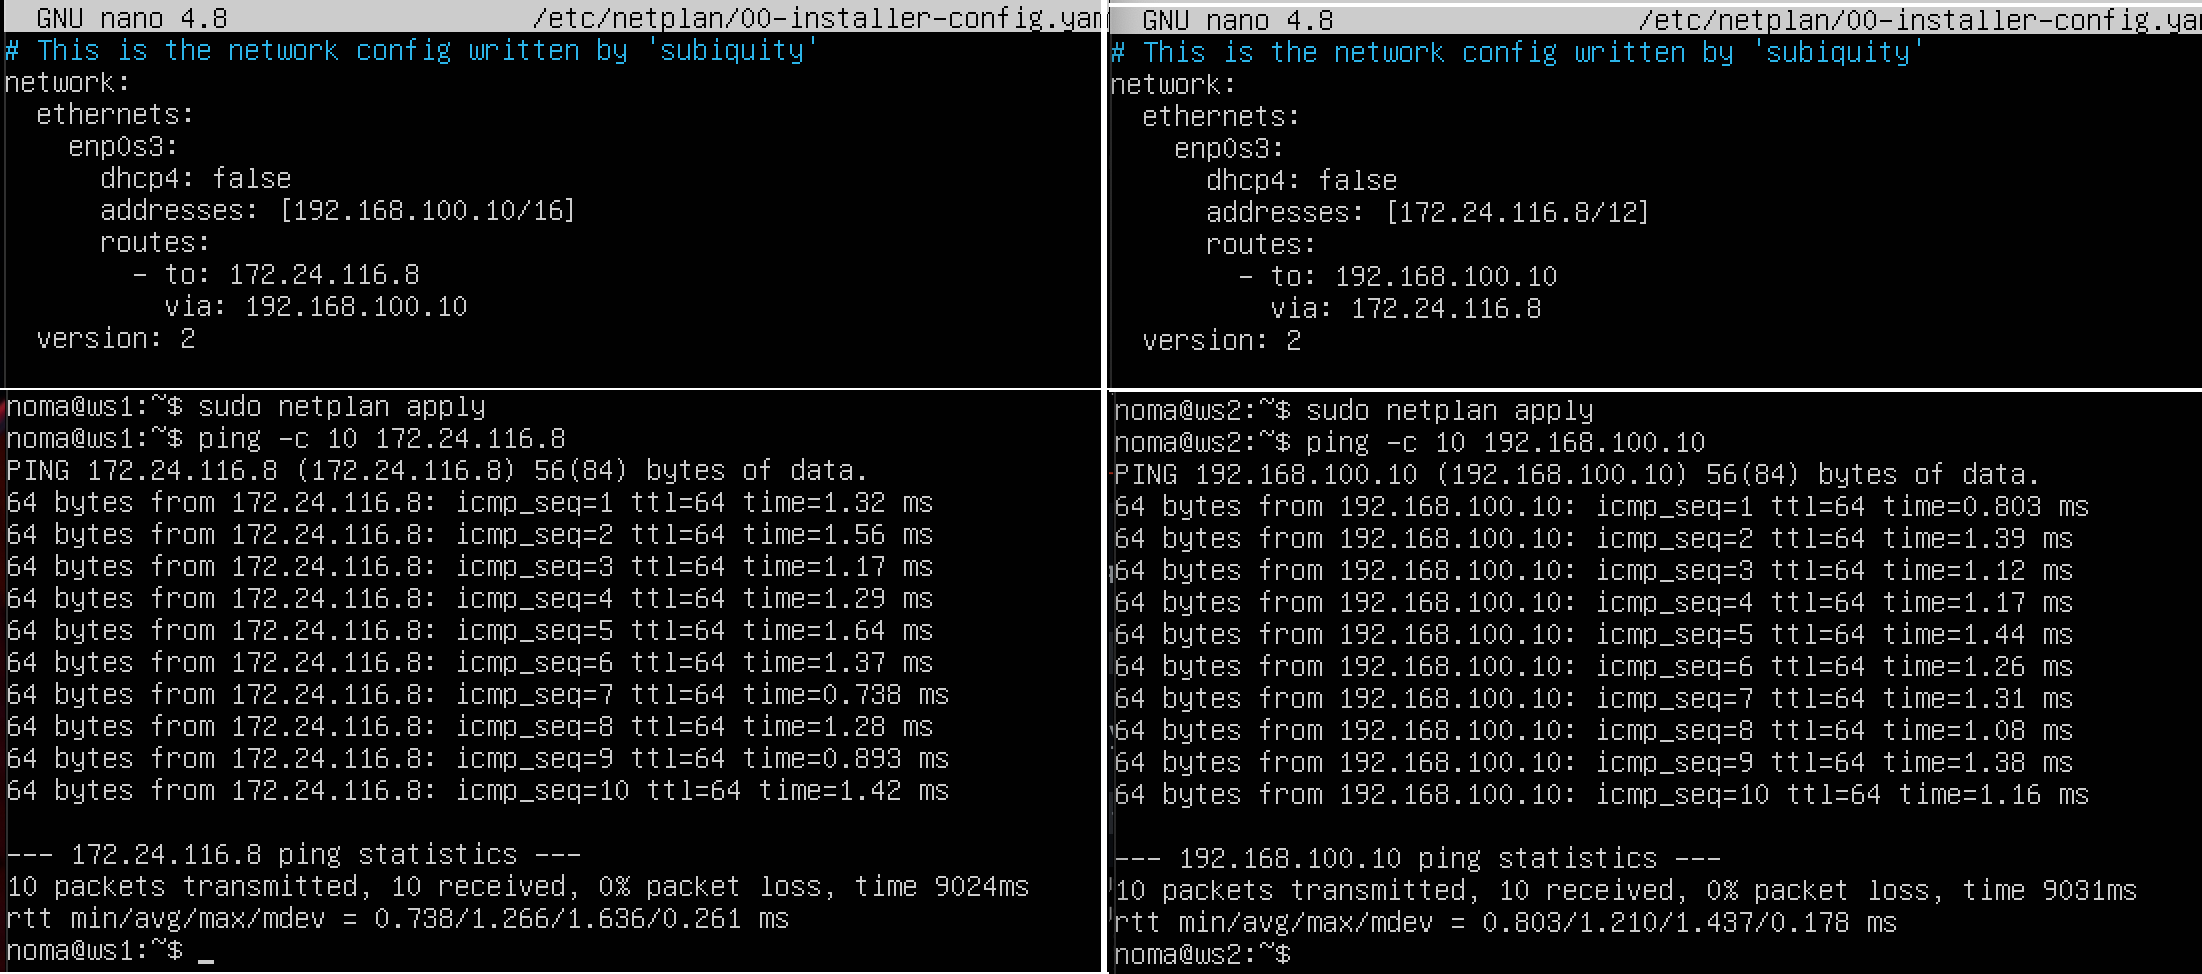 GNU nano 4.8 /etc/netplan/00-installer-config.yam
# This is the network config written by 'subiquity'
network:
  ethernets:
    enp0s3:
      dhcp4: false
      addresses: [192.168.100.10/16]
      routes:
        - to: 172.24.116.8
          via: 192.168.100.10
  version: 2
GNU nano 4.8 /etc/netplan/00-installer-config.yam
# This is the network config written by 'subiquity'
network:
  ethernets:
    enp0s3:
      dhcp4: false
      addresses: [172.24.116.8/12]
      routes:
        - to: 192.168.100.10
          via: 172.24.116.8
  version: 2
noma@ws1:~$ sudo netplan apply
noma@ws1:~$ ping -c 10 172.24.116.8
PING 172.24.116.8 (172.24.116.8) 56(84) bytes of data.
64 bytes from 172.24.116.8: icmp_seq=1 ttl=64 time=1.32 ms
64 bytes from 172.24.116.8: icmp_seq=2 ttl=64 time=1.56 ms
64 bytes from 172.24.116.8: icmp_seq=3 ttl=64 time=1.17 ms
64 bytes from 172.24.116.8: icmp_seq=4 ttl=64 time=1.29 ms
64 bytes from 172.24.116.8: icmp_seq=5 ttl=64 time=1.64 ms
64 bytes from 172.24.116.8: icmp_seq=6 ttl=64 time=1.37 ms
64 bytes from 172.24.116.8: icmp_seq=7 ttl=64 time=0.738 ms
64 bytes from 172.24.116.8: icmp_seq=8 ttl=64 time=1.28 ms
64 bytes from 172.24.116.8: icmp_seq=9 ttl=64 time=0.893 ms
64 bytes from 172.24.116.8: icmp_seq=10 ttl=64 time=1.42 ms
--- 172.24.116.8 ping statistics ---
10 packets transmitted, 10 received, 0% packet loss, time 9024ms
rtt min/avg/max/mdev = 0.738/1.266/1.636/0.261 ms
noma@ws1:~$ _
noma@ws2:~$ sudo netplan apply
noma@ws2:~$ ping -c 10 192.168.100.10
PING 192.168.100.10 (192.168.100.10) 56(84) bytes of data.
64 bytes from 192.168.100.10: icmp_seq=1 ttl=64 time=0.803 ms
64 bytes from 192.168.100.10: icmp_seq=2 ttl=64 time=1.39 ms
64 bytes from 192.168.100.10: icmp_seq=3 ttl=64 time=1.12 ms
64 bytes from 192.168.100.10: icmp_seq=4 ttl=64 time=1.17 ms
64 bytes from 192.168.100.10: icmp_seq=5 ttl=64 time=1.44 ms
64 bytes from 192.168.100.10: icmp_seq=6 ttl=64 time=1.26 ms
64 bytes from 192.168.100.10: icmp_seq=7 ttl=64 time=1.31 ms
64 bytes from 192.168.100.10: icmp_seq=8 ttl=64 time=1.08 ms
64 bytes from 192.168.100.10: icmp_seq=9 ttl=64 time=1.38 ms
64 bytes from 192.168.100.10: icmp_seq=10 ttl=64 time=1.16 ms
--- 192.168.100.10 ping statistics ---
10 packets transmitted, 10 received, 0% packet loss, time 9031ms
rtt min/avg/max/mdev = 0.803/1.210/1.437/0.178 ms
noma@ws2:~$